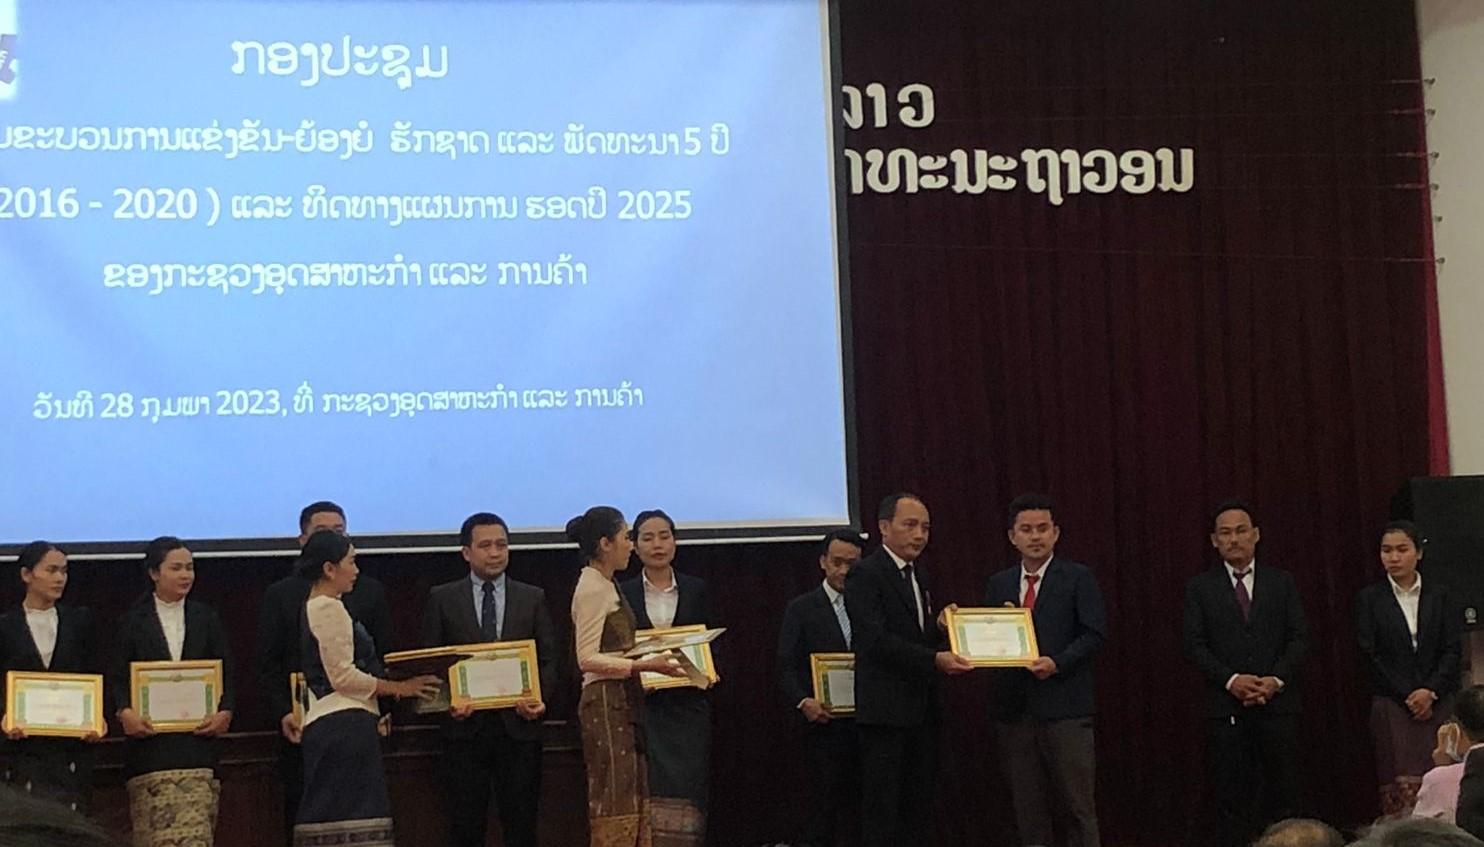 ກອງປະຊຸມ
ຂະບວນການແຂ່ງຂັນ-ຍ້ອງຍໍ ຮັກຊາດ ແລະ ພັດທະນາ 5 ປີ
2016 - 2020 ) ແລະ ທິດທາງແຜນການ ຮອດປີ 2025
ຂອງກະຊວງອຸດສາຫະກຳ ແລະ ການຄ້າ
ວັນທີ 28 ກຸມພາ 2023, ທີ່ ກະຊວງອຸດສາຫະກຳ ແລະ ການຄ້າ
ລາວ
ທະນະຖາວອນ